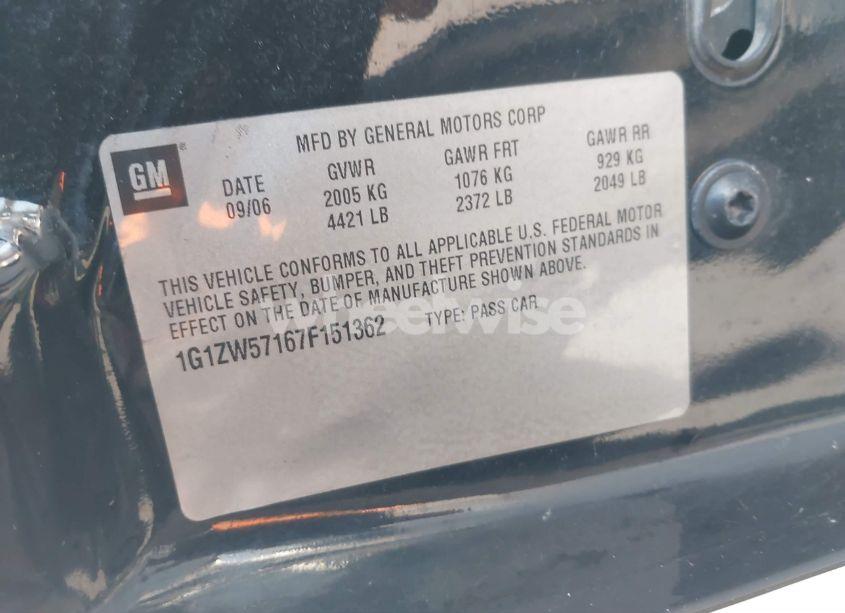 MFD BY GENERAL MOTORS CORP
GM
DATE GVWR GAWR FRT GAWR RR
09/06 2005 KG 1076 KG 929 KG
4421 LB 2372 LB 2049 LB
THIS VEHICLE CONFORMS TO ALL APPLICABLE U.S. FEDERAL MOTOR
VEHICLE SAFETY, BUMPER, AND THEFT PREVENTION STANDARDS IN
EFFECT ON THE DATE OF MANUFACTURE SHOWN ABOVE.
1G1ZW57167F151362 TYPE: PASS CAR
wheelwise